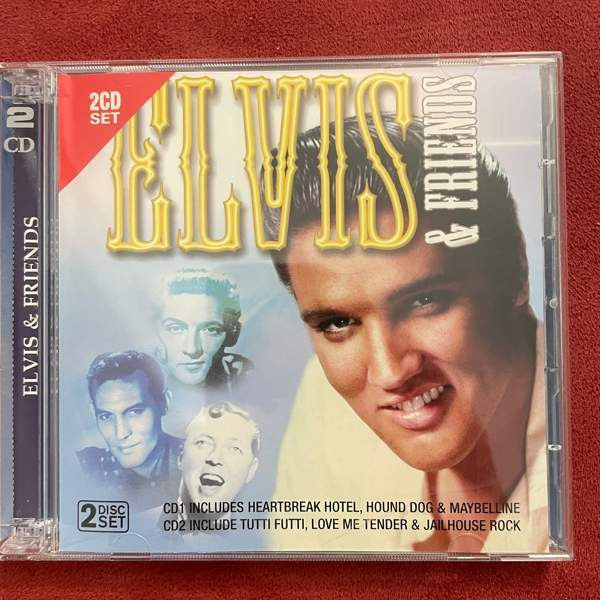 2CD
SET
ELVIS
& FRIENDS
2
CD
ELVIS & FRIENDS
2 DISC
SET
CD1 INCLUDES HEARTBREAK HOTEL, HOUND DOG & MAYBELLINE
CD2 INCLUDE TUTTI FUTTI, LOVE ME TENDER & JAILHOUSE ROCK